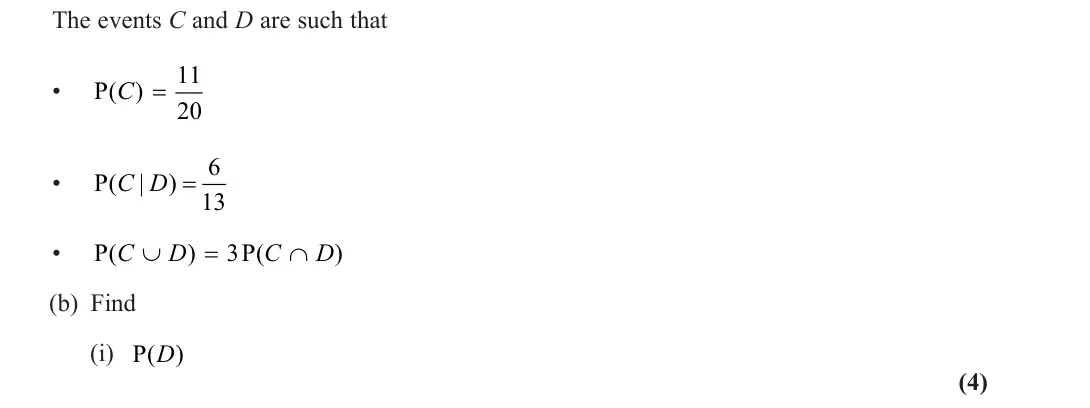 The events C and D are such that
• P(C) = 11/20
• P(C | D) = 6/13
• P(C ∪ D) = 3P(C ∩ D)
(b) Find
(i) P(D)
(4)